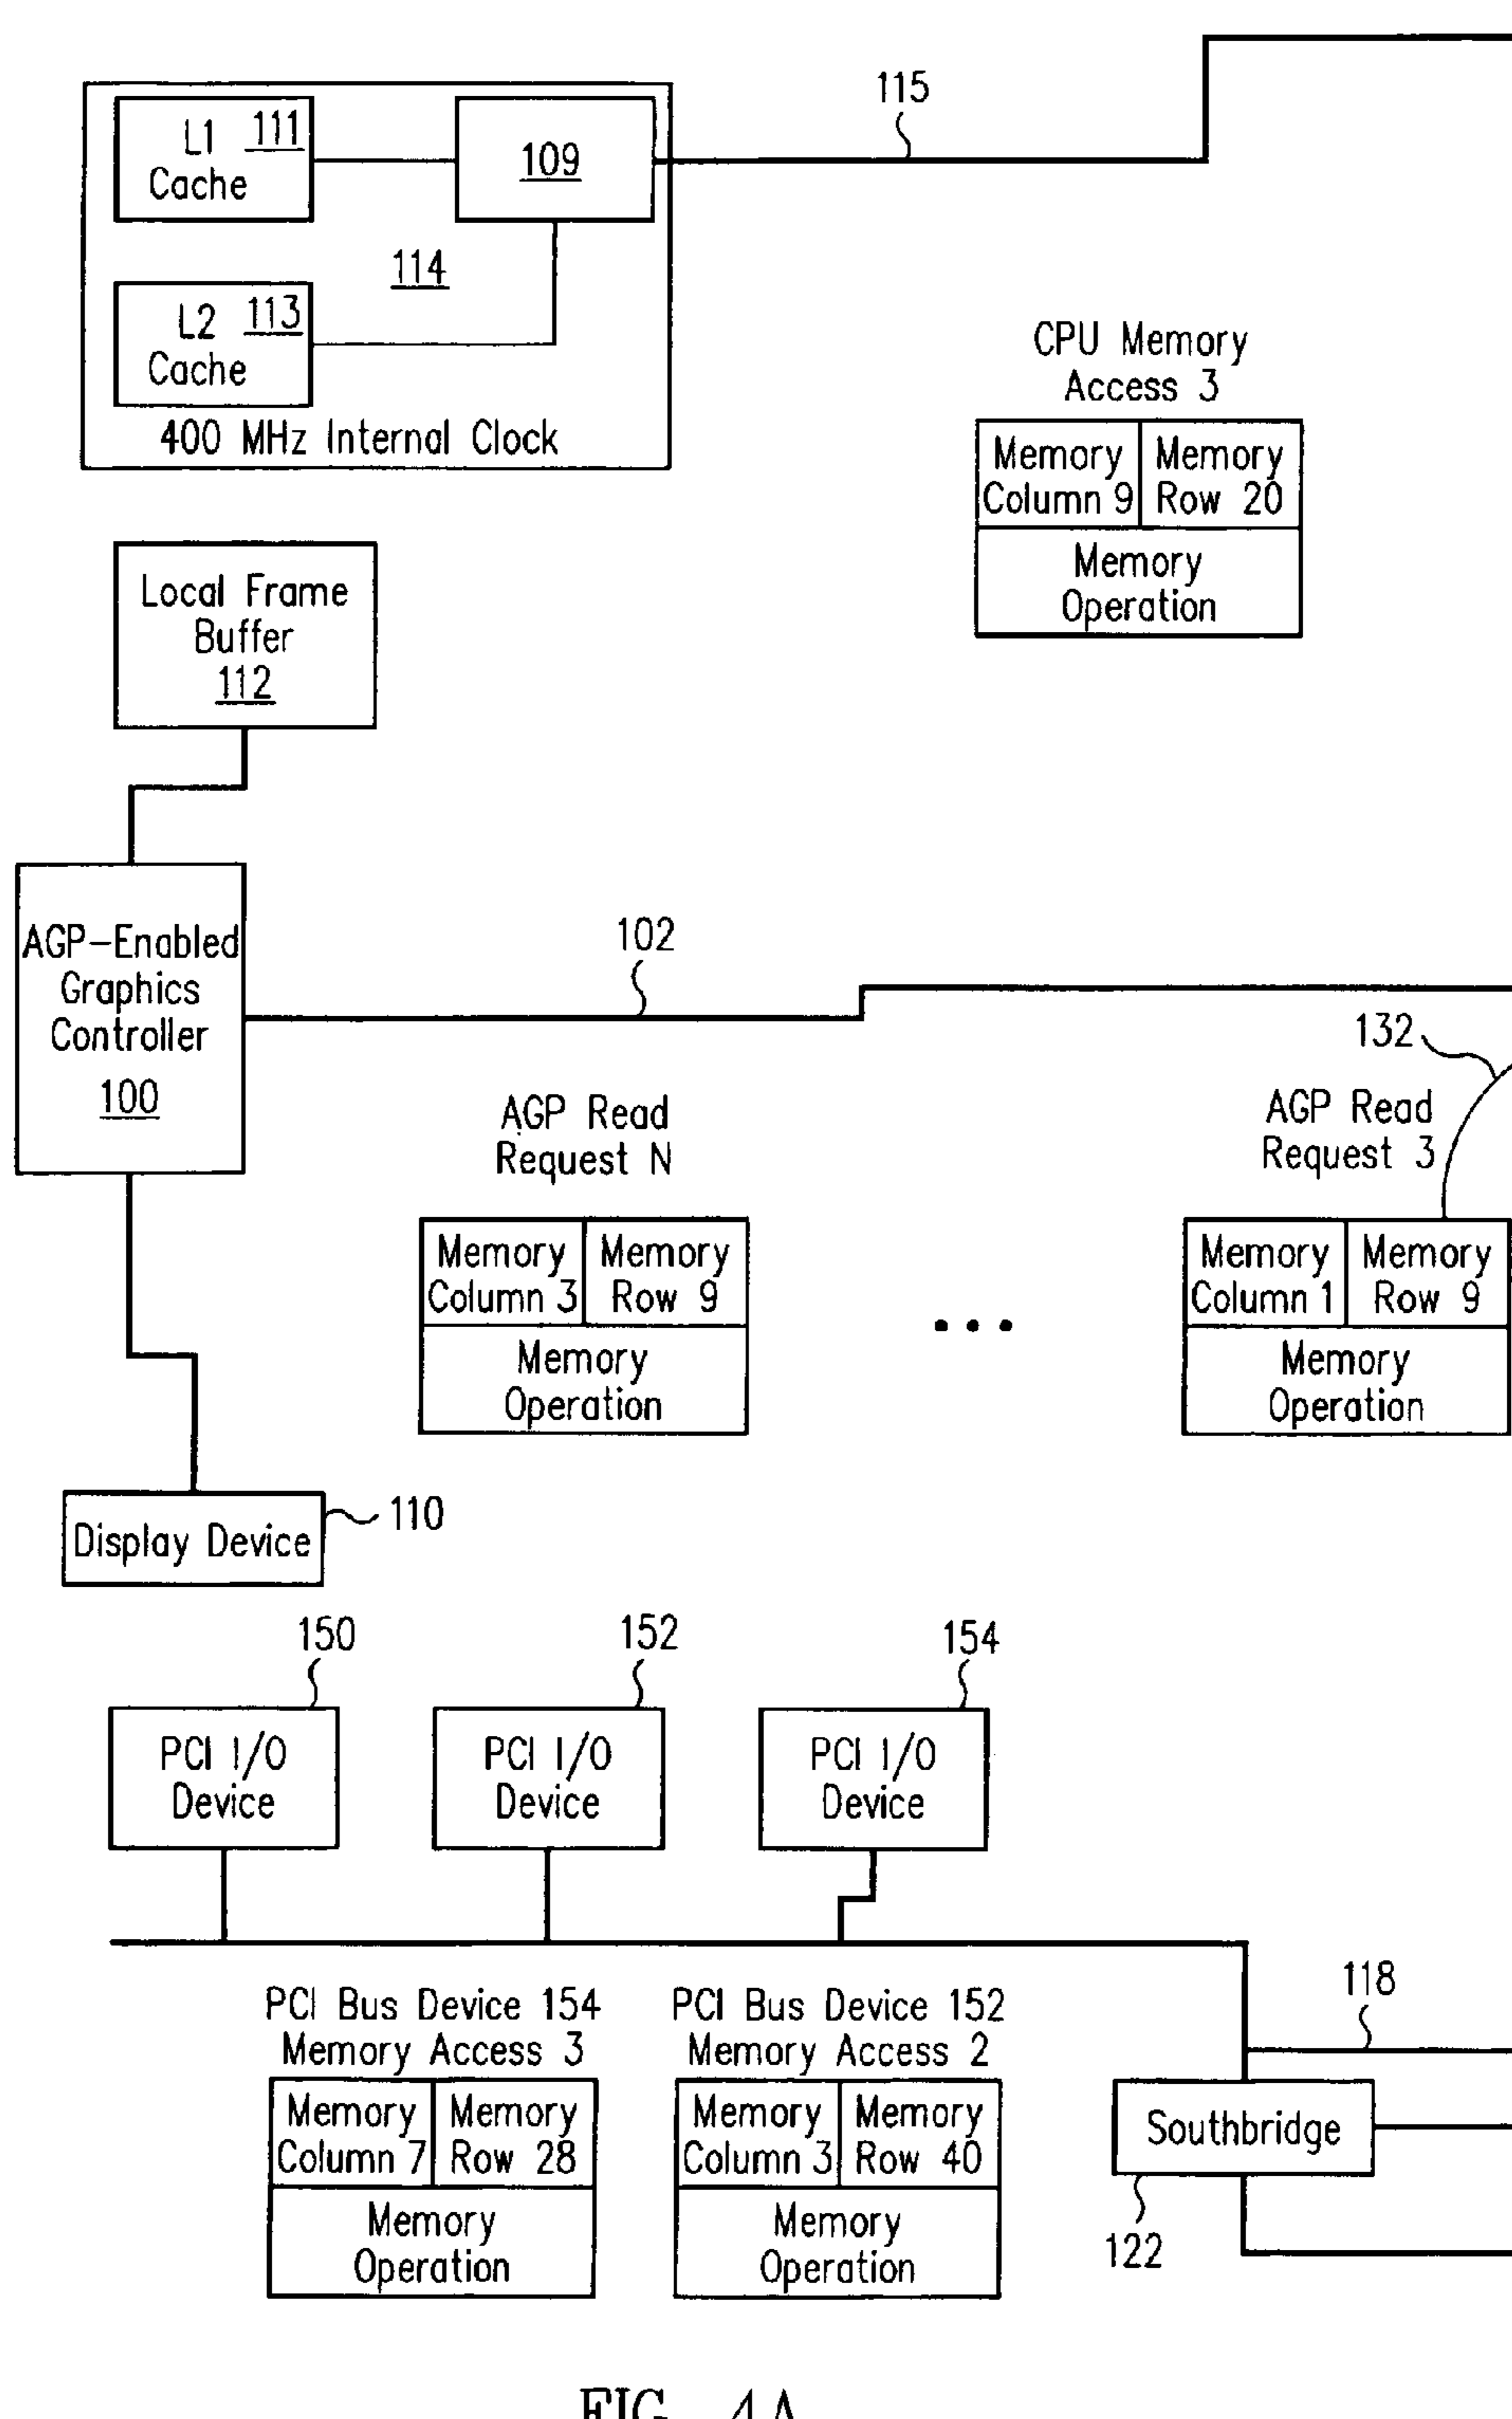 115
L1
Cache
111
109
114
L2
Cache
113
400 MHz Internal Clock
CPU Memory
Access 3
Memory
Column 9
Memory
Row 20
Memory
Operation
Local Frame
Buffer
112
AGP-Enabled
Graphics
Controller
100
102
132
AGP Read
Request N
Memory
Column 3
Memory
Row 9
Memory
Operation
• • •
AGP Read
Request 3
Memory
Column 1
Memory
Row 9
Memory
Operation
Display Device
110
150
PCI I/O
Device
152
PCI I/O
Device
154
PCI I/O
Device
PCI Bus Device 154
Memory Access 3
Memory
Column 7
Memory
Row 28
Memory
Operation
PCI Bus Device 152
Memory Access 2
Memory
Column 3
Memory
Row 40
Memory
Operation
118
Southbridge
122
FIG. 4A